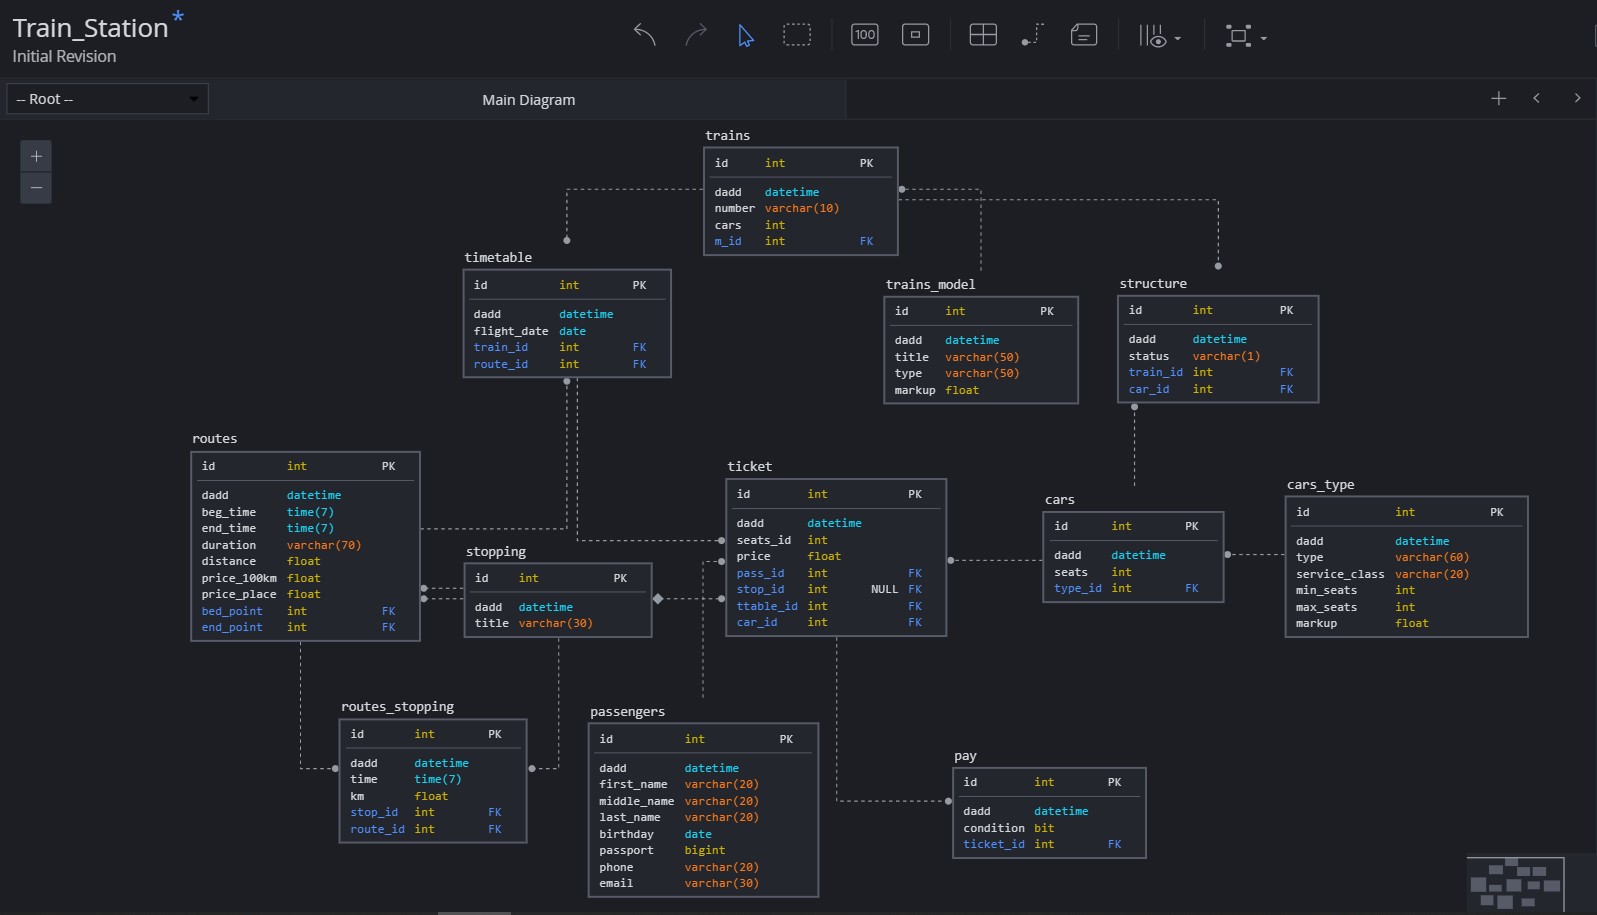 Train_Station*
Initial Revision
100
-- Root --
Main Diagram
trains
id int PK
dadd datetime
number varchar(10)
cars int
m_id int FK
timetable
id int PK
dadd datetime
flight_date date
train_id int FK
route_id int FK
trains_model
id int PK
dadd datetime
title varchar(50)
type varchar(50)
markup float
structure
id int PK
dadd datetime
status varchar(1)
train_id int FK
car_id int FK
routes
id int PK
dadd datetime
beg_time time(7)
end_time time(7)
duration varchar(70)
distance float
price_100km float
price_place float
bed_point int FK
end_point int FK
stopping
id int PK
dadd datetime
title varchar(30)
ticket
id int PK
dadd datetime
seats_id int
price float
pass_id int FK
stop_id int NULL FK
ttable_id int FK
car_id int FK
cars
id int PK
dadd datetime
seats int
type_id int FK
cars_type
id int PK
dadd datetime
type varchar(60)
service_class varchar(20)
min_seats int
max_seats int
markup float
routes_stopping
id int PK
dadd datetime
time time(7)
km float
stop_id int FK
route_id int FK
passengers
id int PK
dadd datetime
first_name varchar(20)
middle_name varchar(20)
last_name varchar(20)
birthday date
passport bigint
phone varchar(20)
email varchar(30)
pay
id int PK
dadd datetime
condition bit
ticket_id int FK